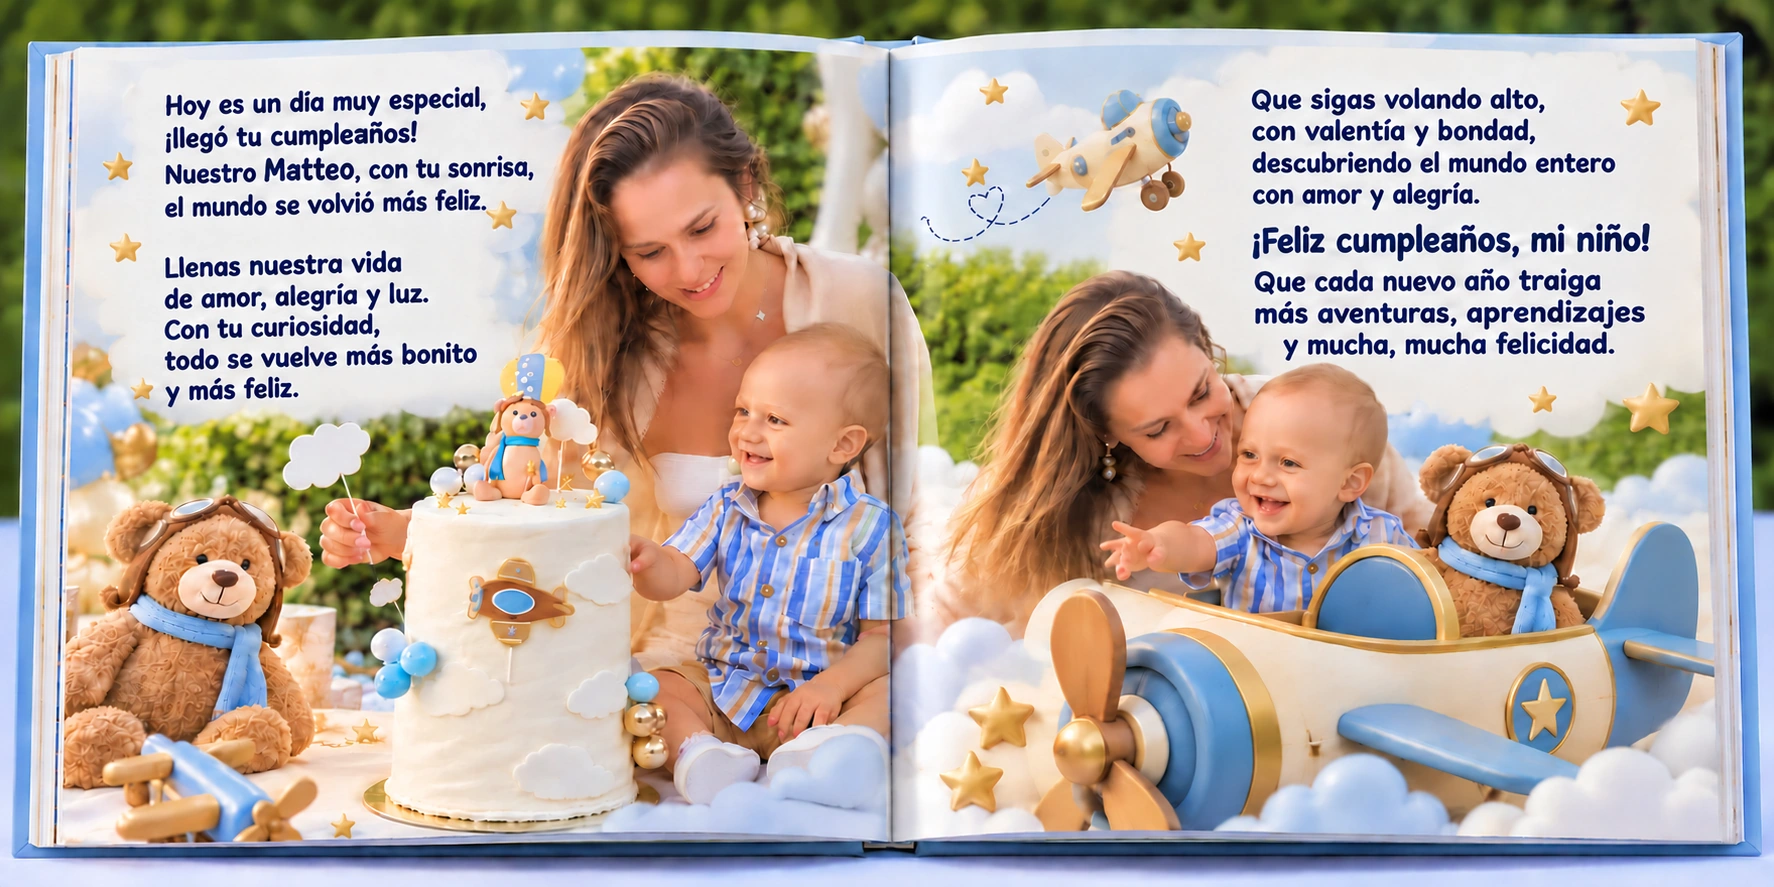 Hoy es un día muy especial,
¡llegó tu cumpleaños!
Nuestro Matteo, con tu sonrisa,
el mundo se volvió más feliz.
Llenas nuestra vida
de amor, alegría y luz.
Con tu curiosidad,
todo se vuelve más bonito
y más feliz.
Que sigas volando alto,
con valentía y bondad,
descubriendo el mundo entero
con amor y alegría.
¡Feliz cumpleaños, mi niño!
Que cada nuevo año traiga
más aventuras, aprendizajes
y mucha, mucha felicidad.